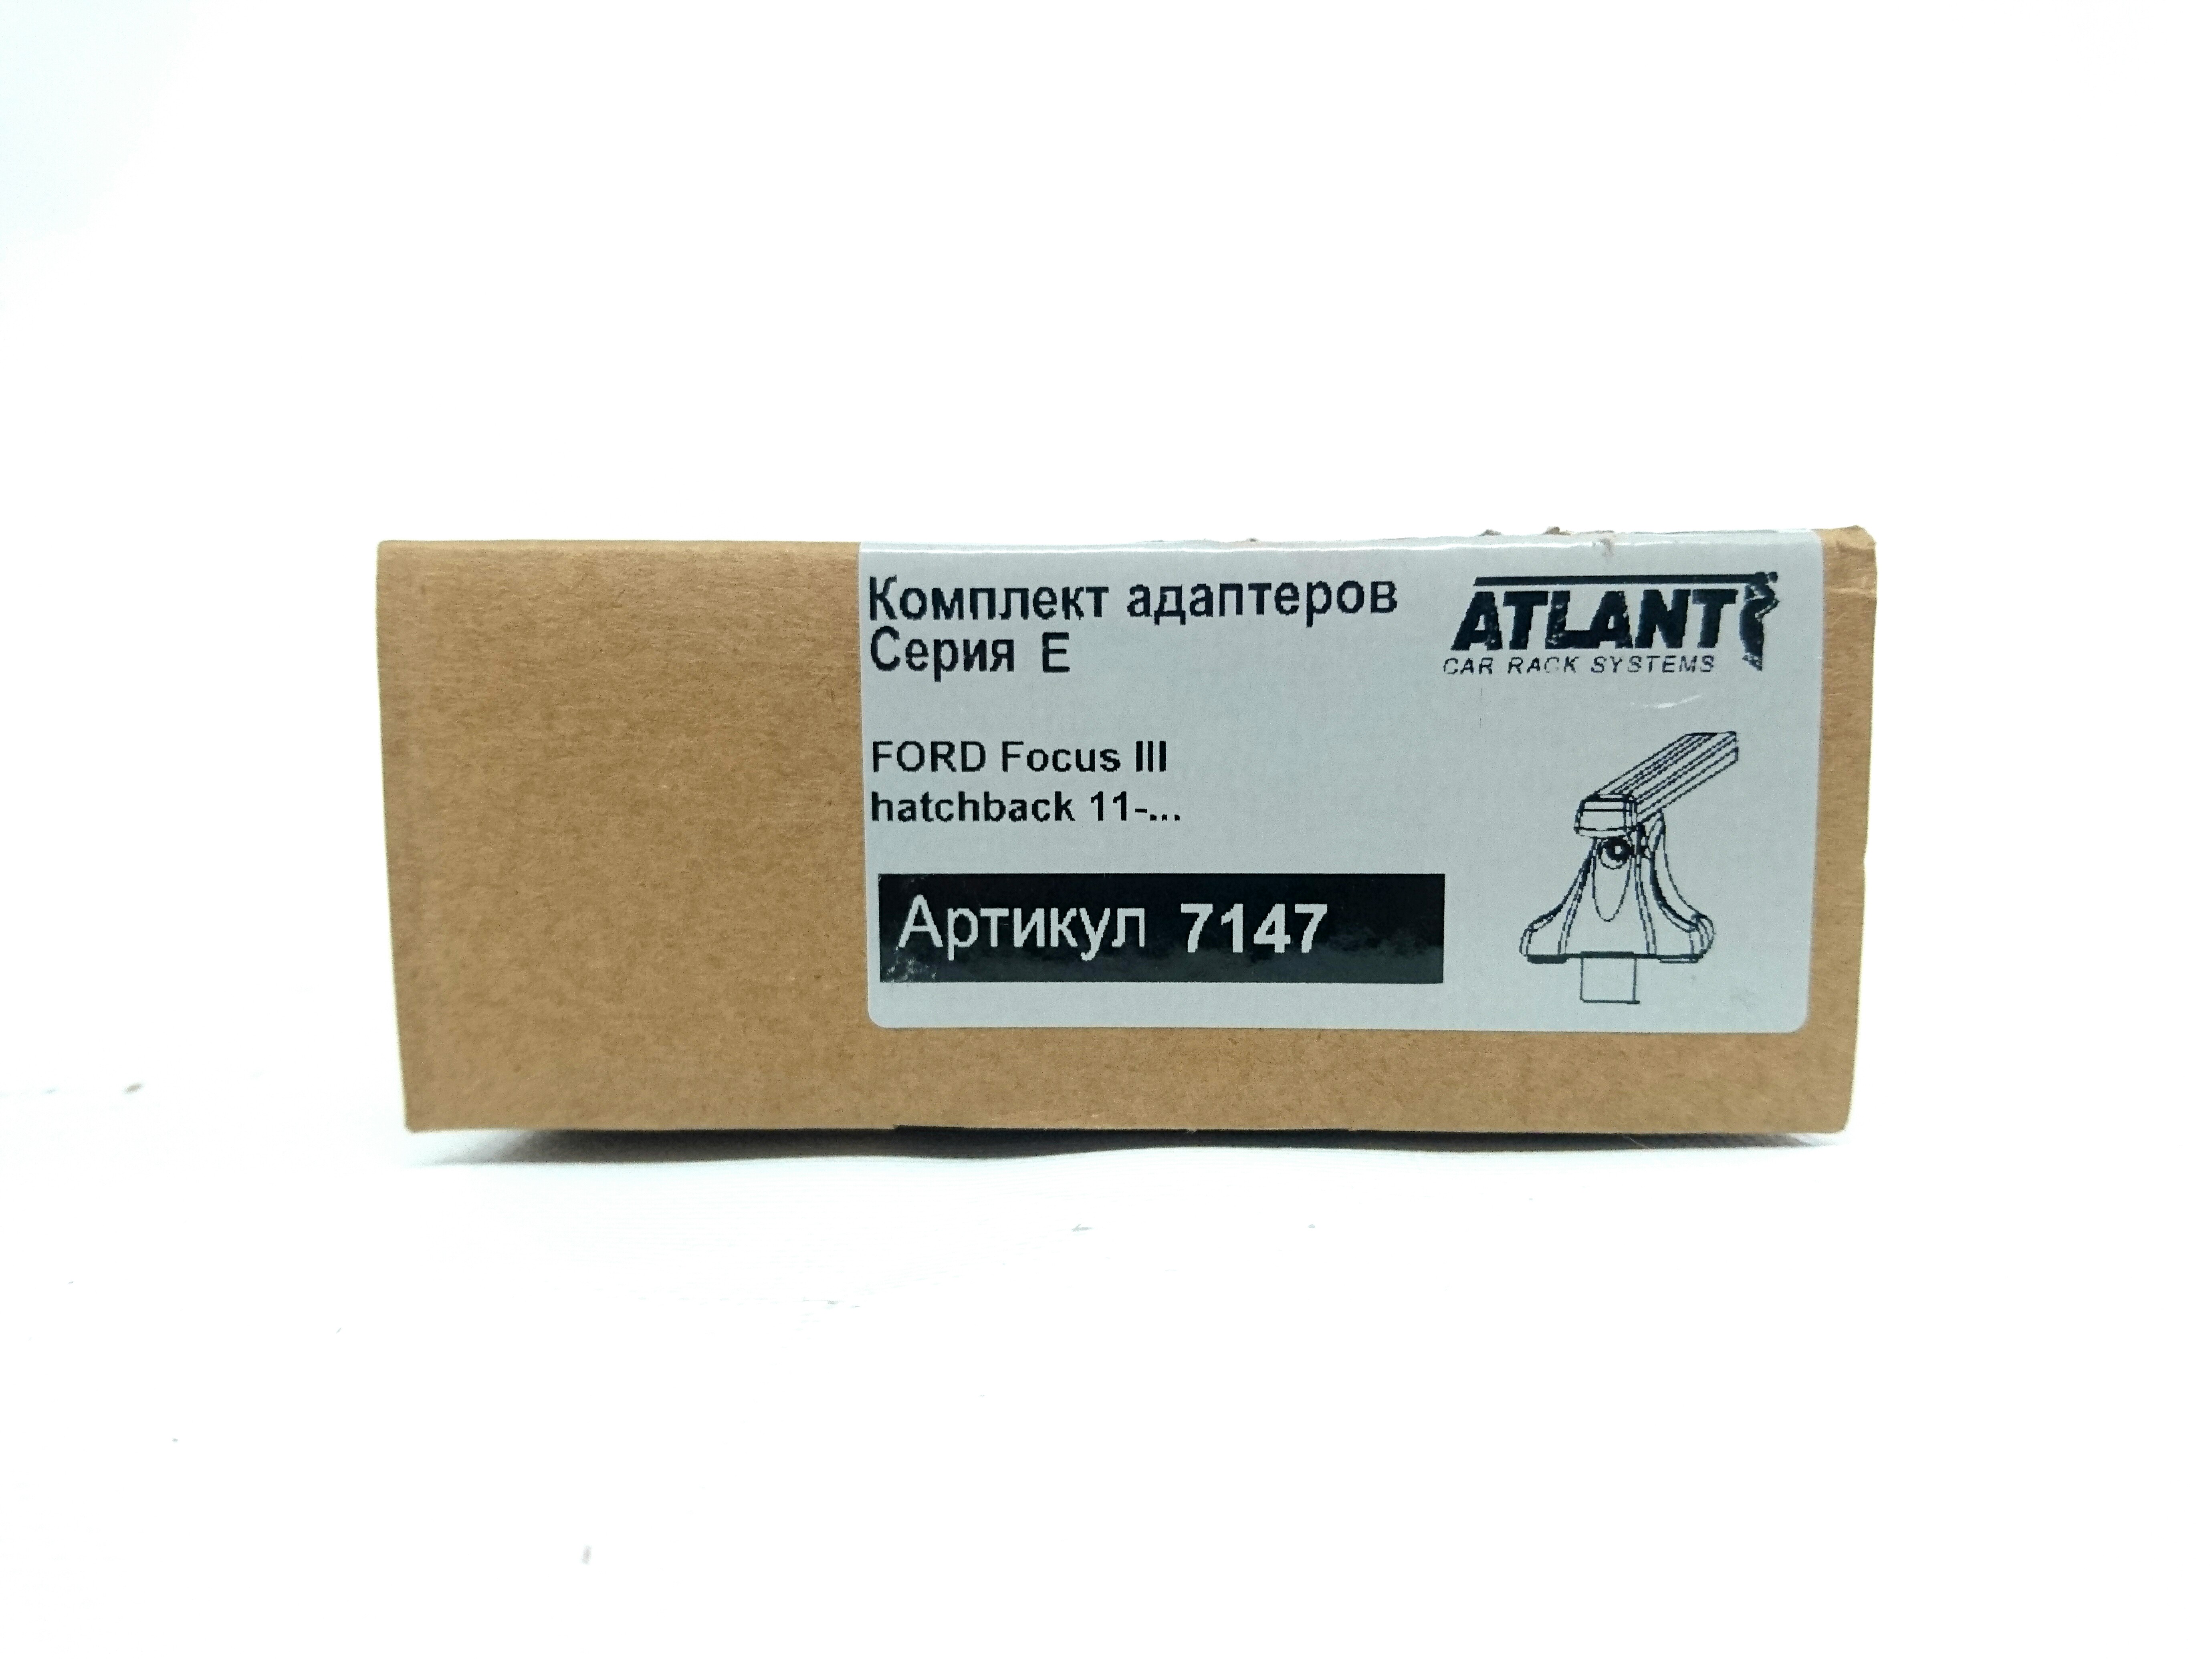 Комплект адаптеров
Серия E
ATLANT
CAR RACK SYSTEMS
FORD Focus III
hatchback 11-...
Артикул 7147